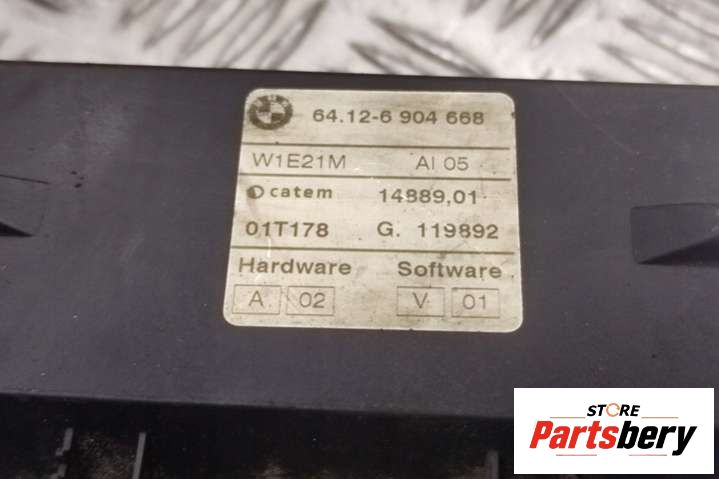 64.12-6 904 668
W1E21M AI 05
catem 14889,01
01T178 G. 119892
Hardware Software
A 02 V 01
STORE
Partsbery